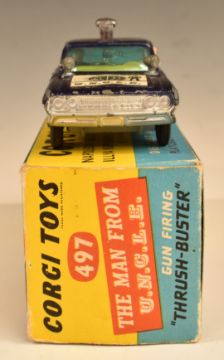 CORGI TOYS
497
THE MAN FROM
U.N.C.L.E.
GUN FIRING
"THRUSH-BUSTER"